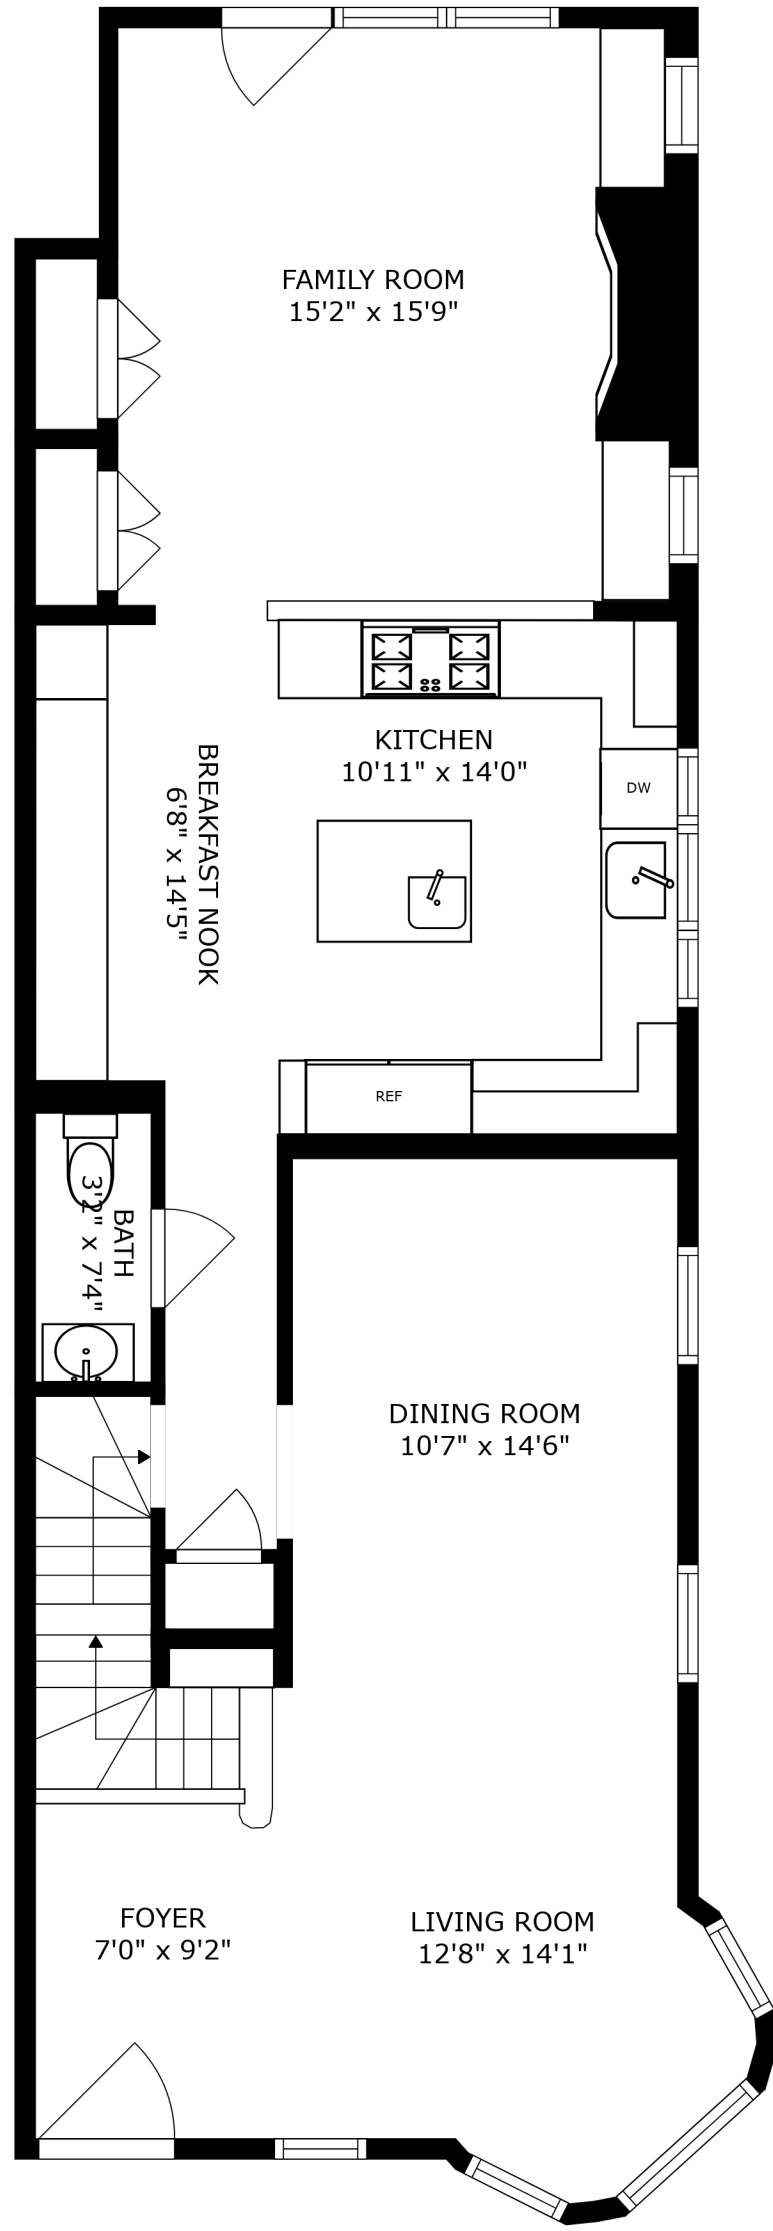 FAMILY ROOM
15'2" x 15'9"
KITCHEN
10'11" x 14'0"
DW
BREAKFAST NOOK
6'8" x 14'5"
REF
BATH
3'2" x 7'4"
DINING ROOM
10'7" x 14'6"
FOYER
7'0" x 9'2"
LIVING ROOM
12'8" x 14'1"